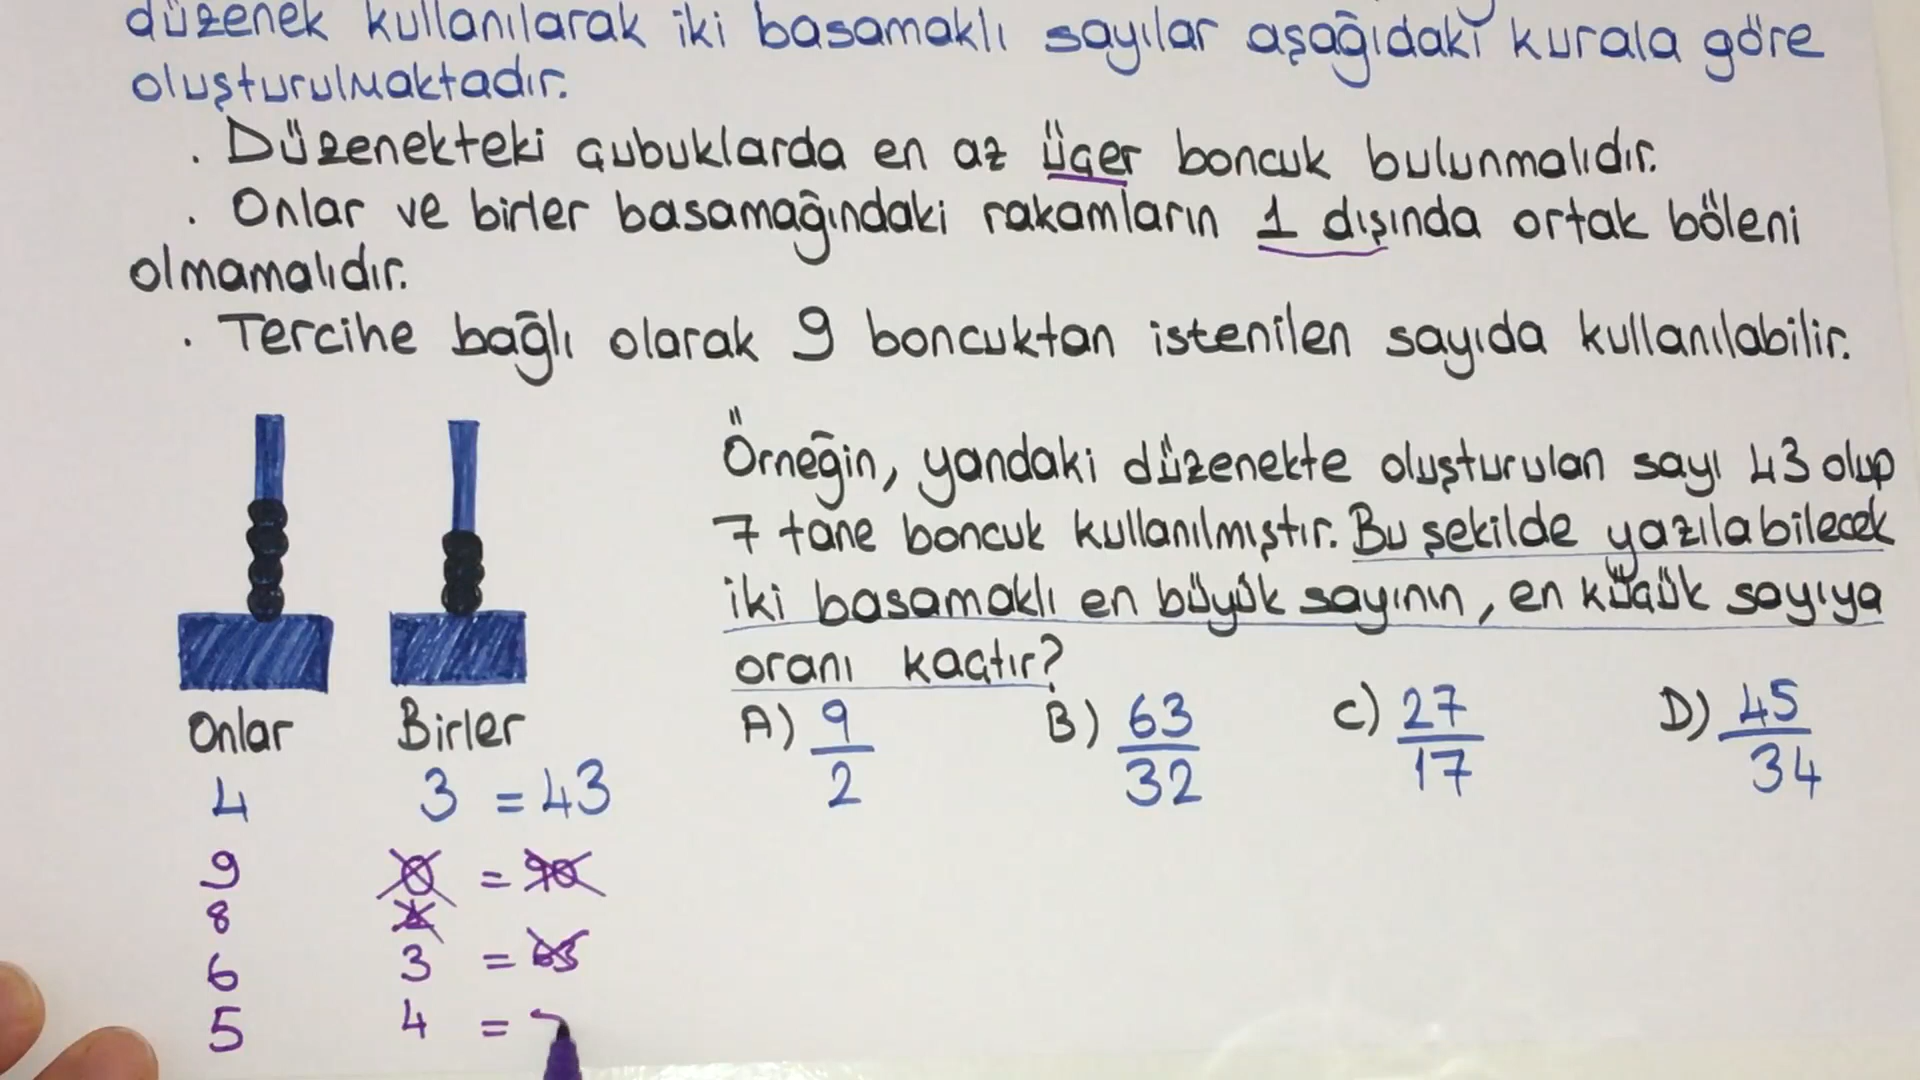 düzenek kullanılarak iki basamaklı sayılar aşağıdaki kurala göre
oluşturulmaktadır.
. Düzenekteki çubuklarda en az üçer boncuk bulunmalıdır.
. Onlar ve birler basamağındaki rakamların 1 dışında ortak böleni
olmamalıdır.
. Tercihe bağlı olarak 9 boncuktan istenilen sayıda kullanılabilir.
Örneğin, yandaki düzenekte oluşturulan sayı 43 olup
7 tane boncuk kullanılmıştır. Bu şekilde yazılabilecek
iki basamaklı en büyük sayının, en küçük sayıya
oranı kaçtır?
A) 9/2 B) 63/32 C) 27/17 D) 45/34
Onlar Birler
4 3 = 43
9 0 = 90
8
6 3 = 63
5 4 =